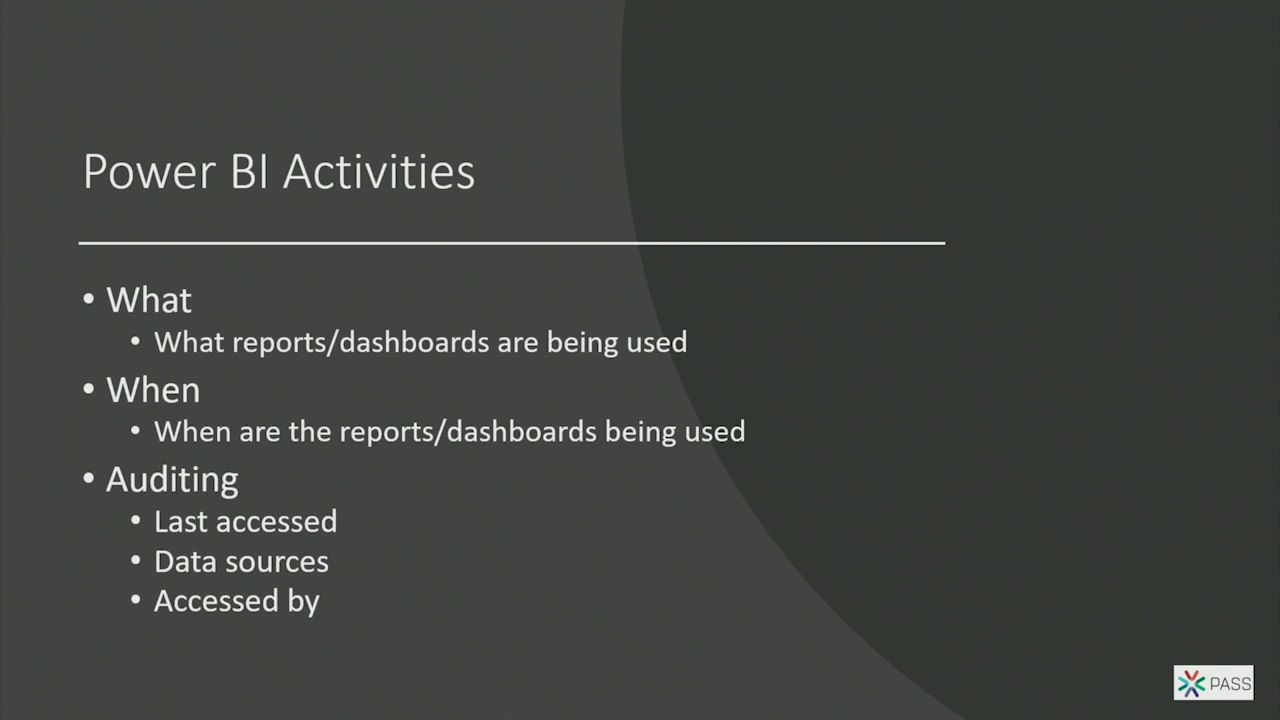 Power BI Activities
• What
• What reports/dashboards are being used
• When
• When are the reports/dashboards being used
• Auditing
• Last accessed
• Data sources
• Accessed by
PASS